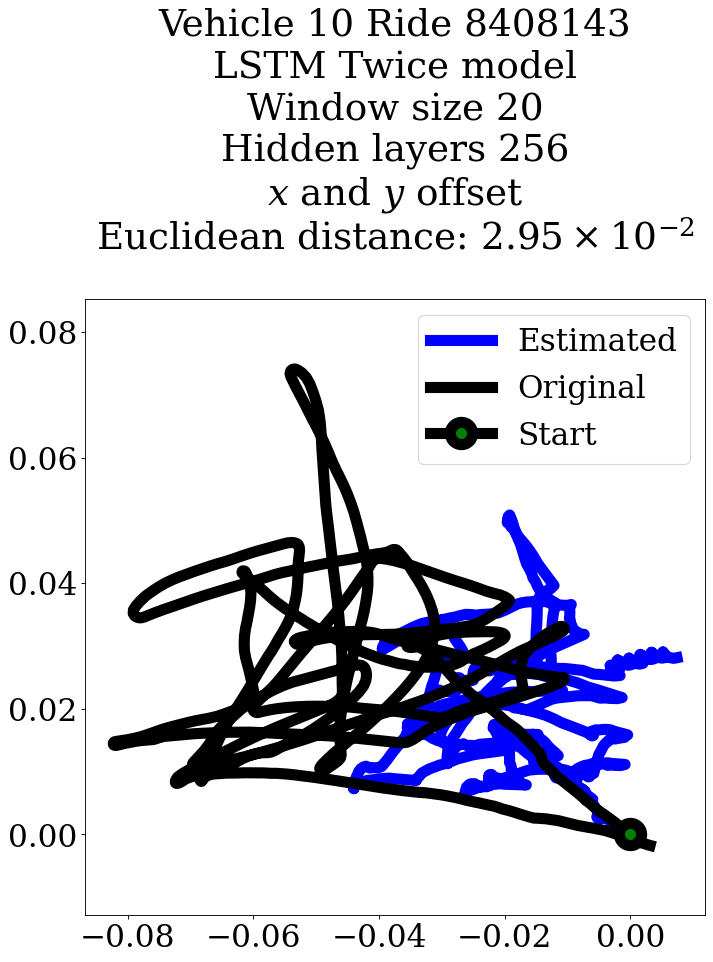 Vehicle 10 Ride 8408143
LSTM Twice model
Window size 20
Hidden layers 256
x and y offset
Euclidean distance: 2.95 × 10⁻²
Estimated
Original
Start
0.08
0.06
0.04
0.02
0.00
−0.08 −0.06 −0.04 −0.02 0.00